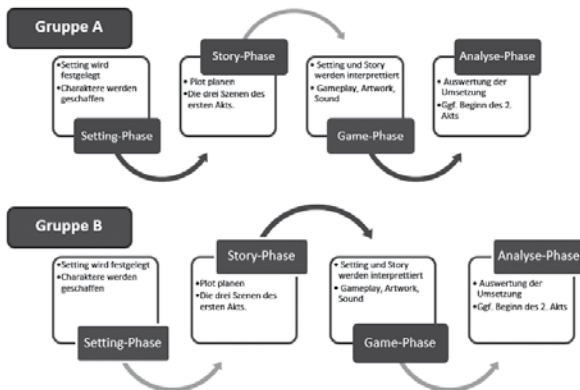 Gruppe A
Story-Phase
Analyse-Phase
•Setting wird
festgelegt
•Charaktere werden
geschaffen
• Plot planen
•Die drei Szenen des
ersten Akts.
• Setting und Story
werden interprettiert
• Gameplay, Artwork,
Sound
• Auswertung der
Umsetzung
• Ggf. Beginn des 2.
Akts
Setting-Phase
Game-Phase
Gruppe B
Story-Phase
Analyse-Phase
•Setting wird festgelegt
•Charaktere werden
geschaffen
•Plot planen
•Die drei Szenen des
ersten Akts.
• Setting und Story
werden interprettiert
• Gameplay, Artwork,
Sound
• Auswertung der
Umsetzung
• Ggf. Beginn des 2. Akts
Setting-Phase
Game-Phase